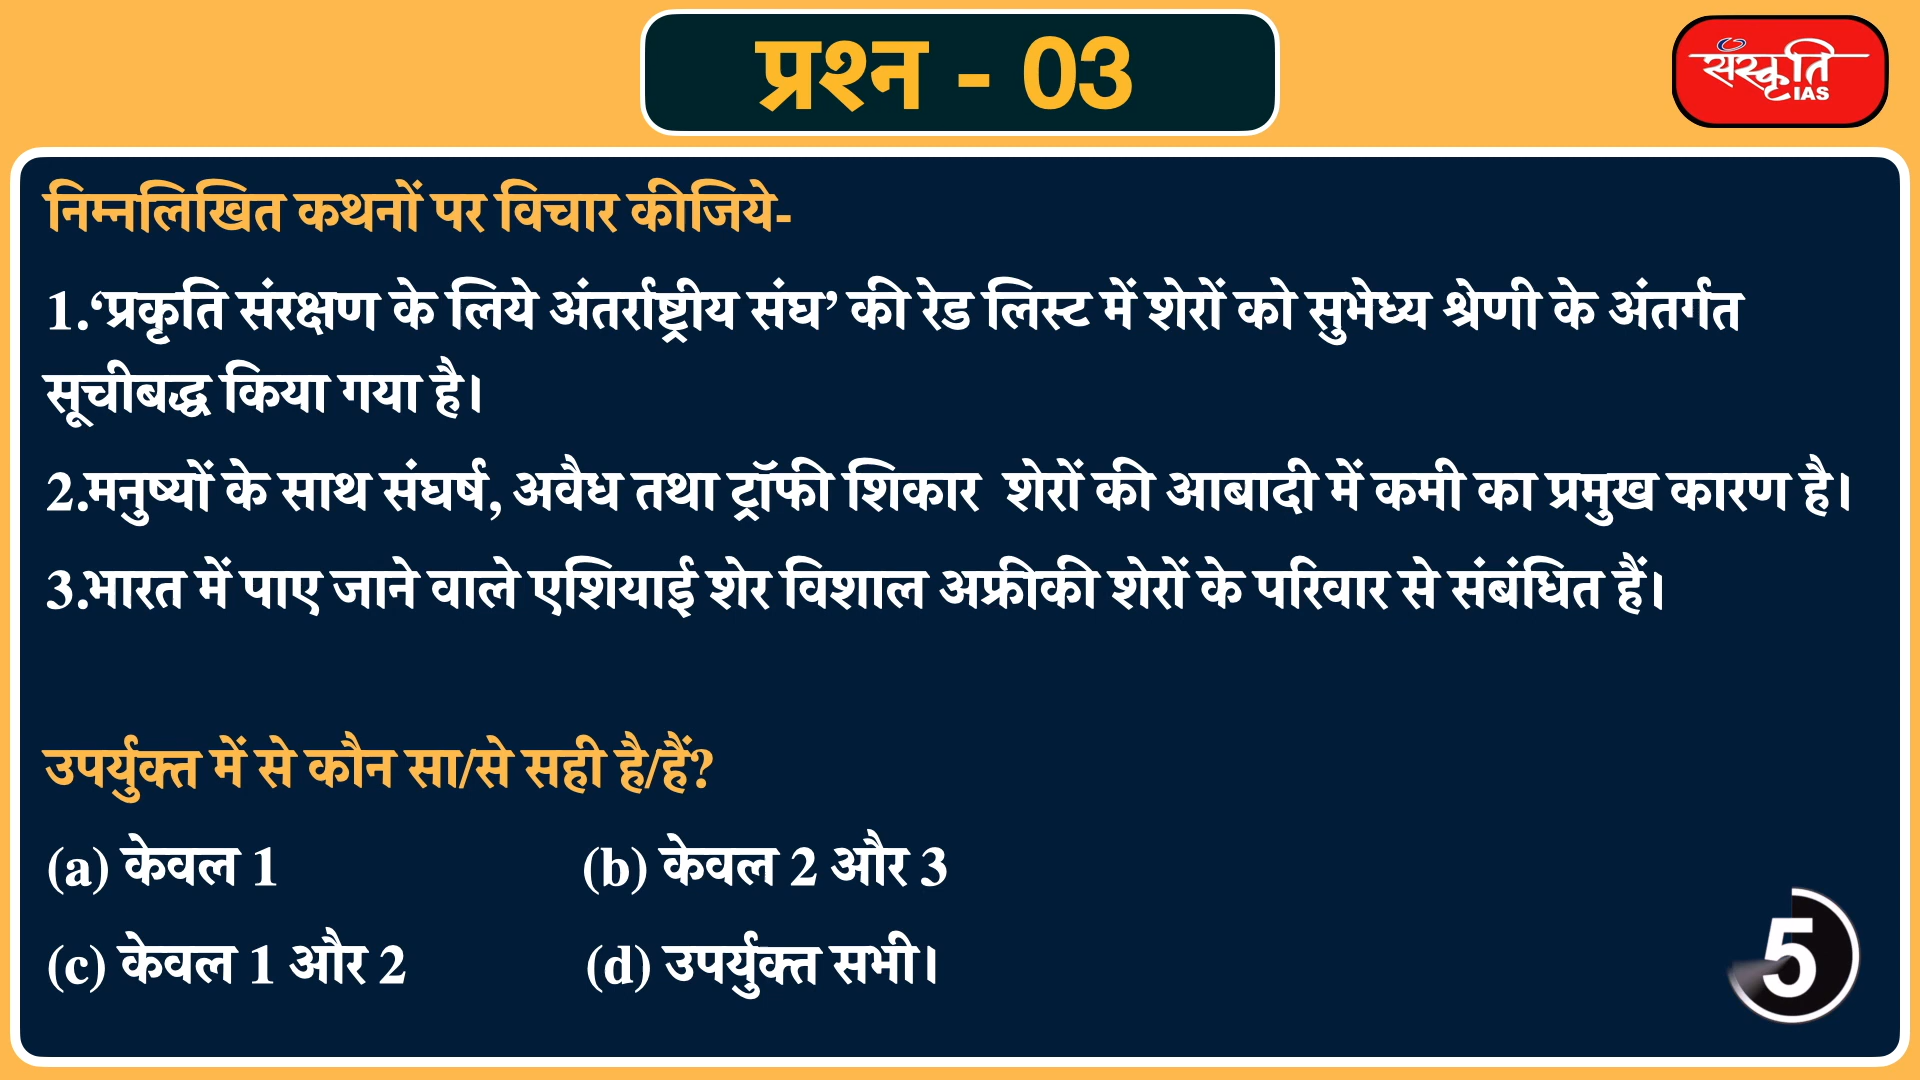 प्रश्न - 03
संस्कृति
IAS
निम्नलिखित कथनों पर विचार कीजिये-
1.‘प्रकृति संरक्षण के लिये अंतर्राष्ट्रीय संघ’ की रेड लिस्ट में शेरों को सुभेध्य श्रेणी के अंतर्गत
सूचीबद्ध किया गया है।
2.मनुष्यों के साथ संघर्ष, अवैध तथा ट्रॉफी शिकार शेरों की आबादी में कमी का प्रमुख कारण है।
3.भारत में पाए जाने वाले एशियाई शेर विशाल अफ्रीकी शेरों के परिवार से संबंधित हैं।
उपर्युक्त में से कौन सा/से सही है/हैं?
(a) केवल 1 (b) केवल 2 और 3
(c) केवल 1 और 2 (d) उपर्युक्त सभी।
5